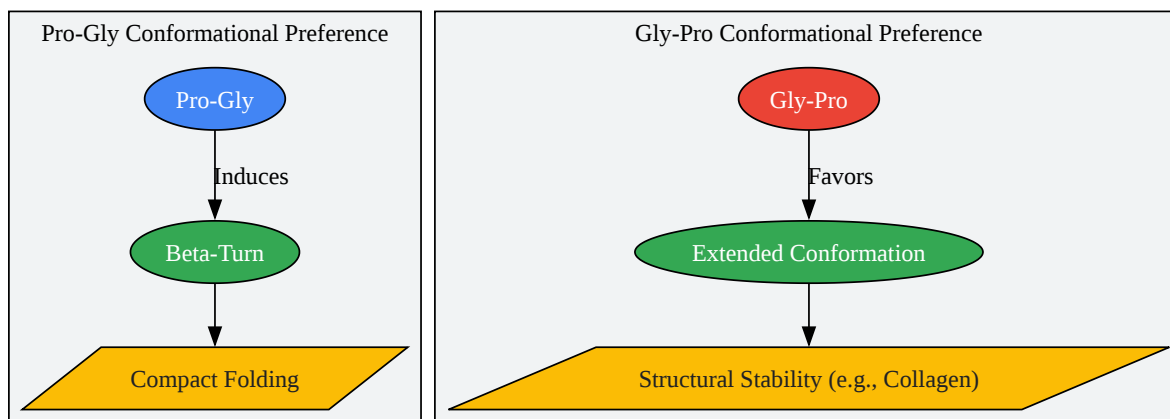 Pro-Gly Conformational Preference
Pro-Gly
Induces
Beta-Turn
Compact Folding
Gly-Pro Conformational Preference
Gly-Pro
Favors
Extended Conformation
Structural Stability (e.g., Collagen)